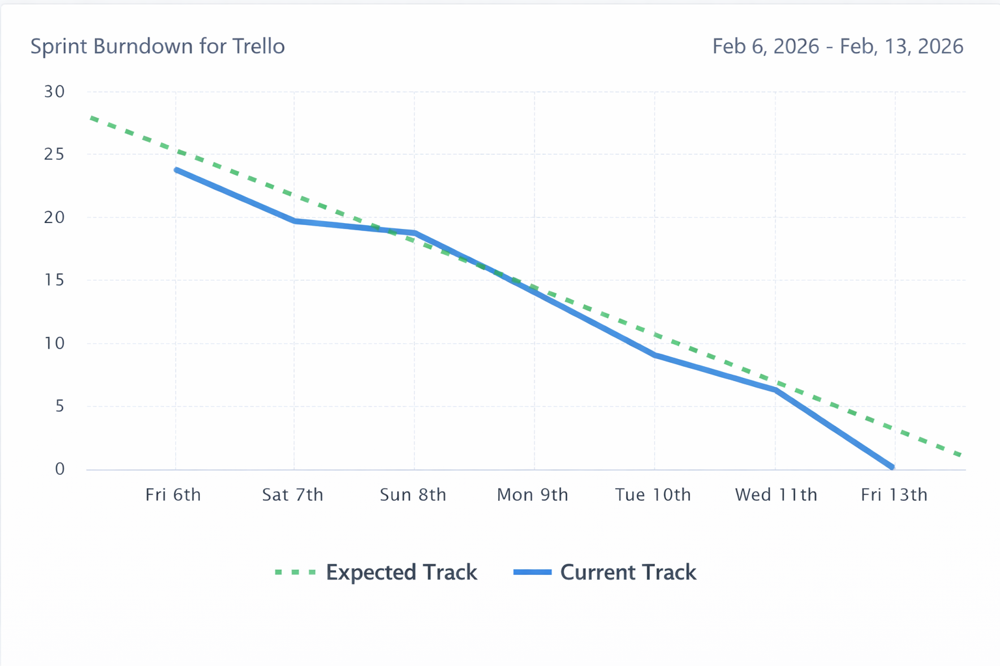 Sprint Burndown for Trello
Feb 6, 2026 - Feb, 13, 2026
30
25
20
15
10
5
0
Fri 6th Sat 7th Sun 8th Mon 9th Tue 10th Wed 11th Fri 13th
Expected Track Current Track